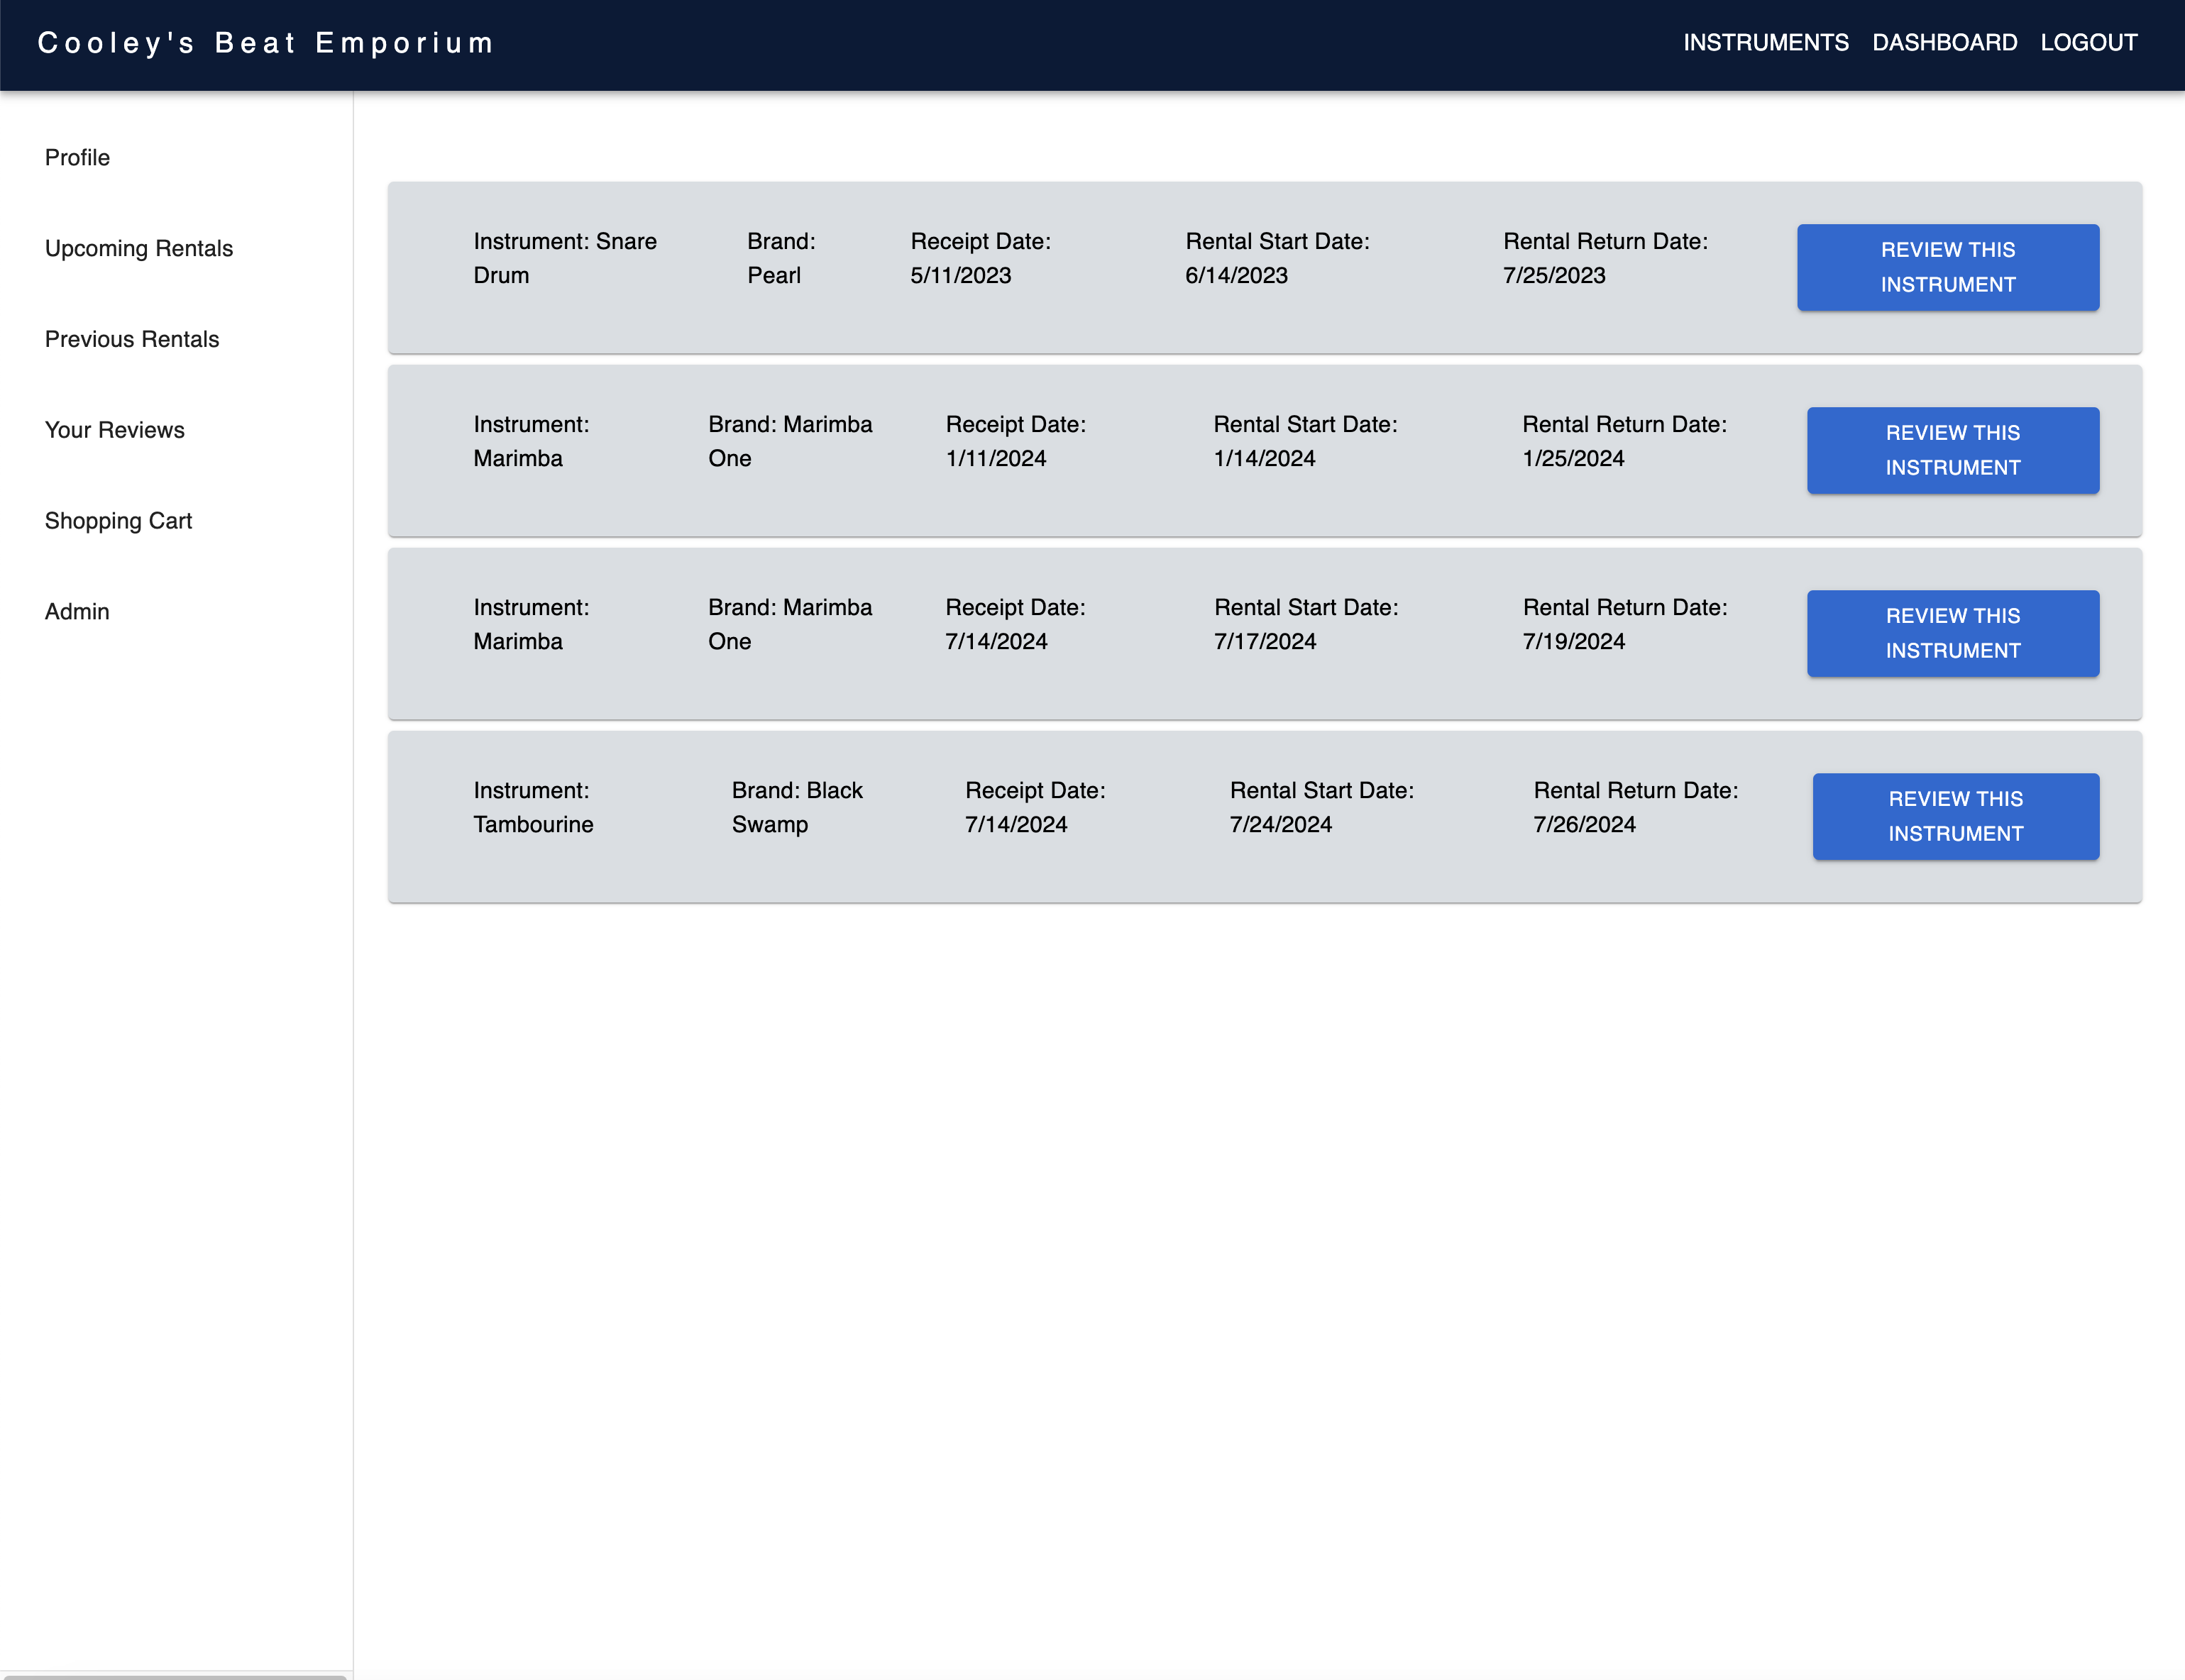 Cooley's Beat Emporium
INSTRUMENTS DASHBOARD LOGOUT
Profile
Upcoming Rentals
Previous Rentals
Your Reviews
Shopping Cart
Admin
Instrument: Snare
Drum
Brand:
Pearl
Receipt Date:
5/11/2023
Rental Start Date:
6/14/2023
Rental Return Date:
7/25/2023
REVIEW THIS
INSTRUMENT
Instrument:
Marimba
Brand: Marimba
One
Receipt Date:
1/11/2024
Rental Start Date:
1/14/2024
Rental Return Date:
1/25/2024
REVIEW THIS
INSTRUMENT
Instrument:
Marimba
Brand: Marimba
One
Receipt Date:
7/14/2024
Rental Start Date:
7/17/2024
Rental Return Date:
7/19/2024
REVIEW THIS
INSTRUMENT
Instrument:
Tambourine
Brand: Black
Swamp
Receipt Date:
7/14/2024
Rental Start Date:
7/24/2024
Rental Return Date:
7/26/2024
REVIEW THIS
INSTRUMENT